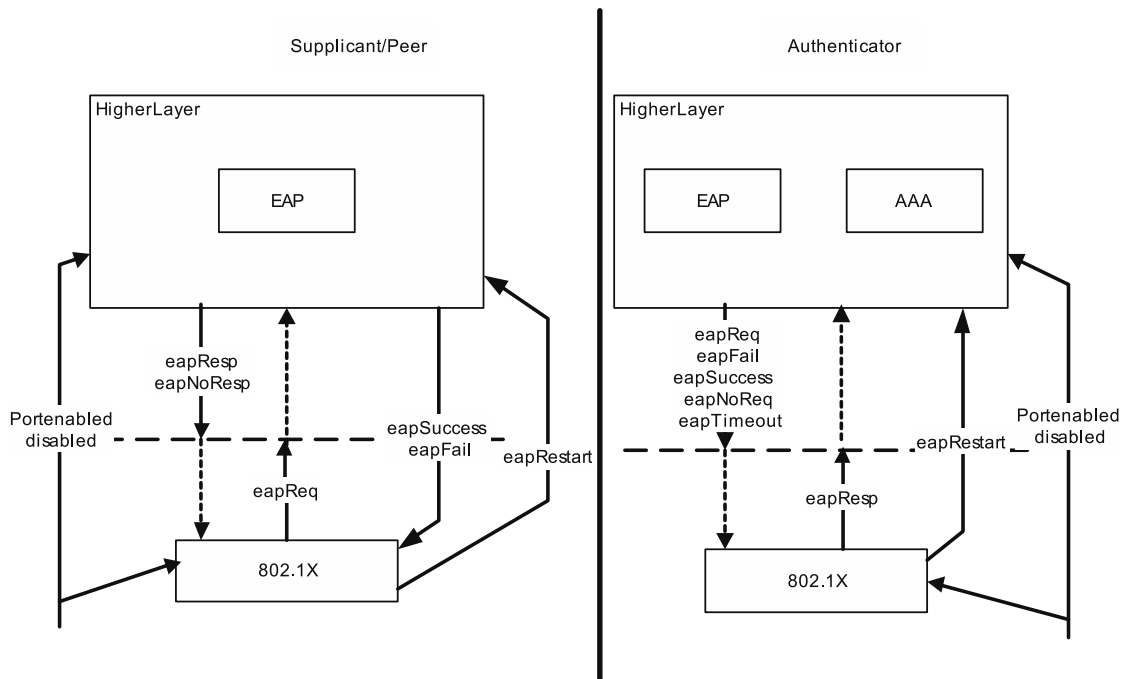 Supplicant/Peer
HigherLayer
EAP
eapResp
eapNoResp
Portenabled
disabled
eapSuccess
eapFail
eapRestart
eapReq
802.1X
Authenticator
HigherLayer
EAP
AAA
eapReq
eapFail
eapSuccess
eapNoReq
eapTimeout
Portenabled
disabled
eapRestart
eapResp
802.1X